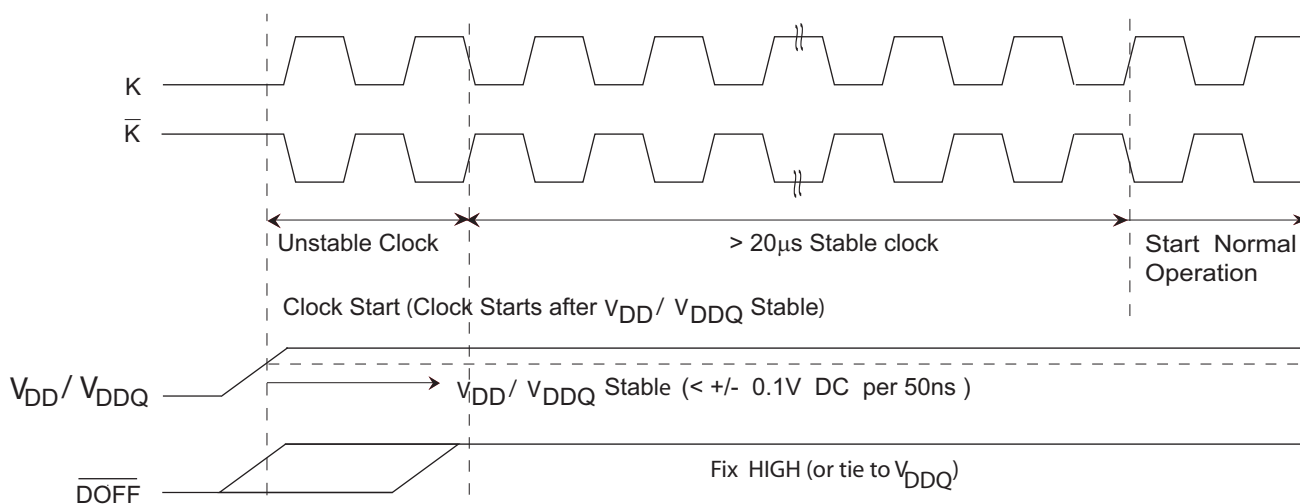 K
K̅
Unstable Clock
> 20μs Stable clock
Start Normal
Operation
Clock Start (Clock Starts after VDD / VDDQ Stable)
VDD / VDDQ
VDD / VDDQ Stable (< +/- 0.1V DC per 50ns )
Fix HIGH (or tie to VDDQ)
D̅O̅F̅F̅